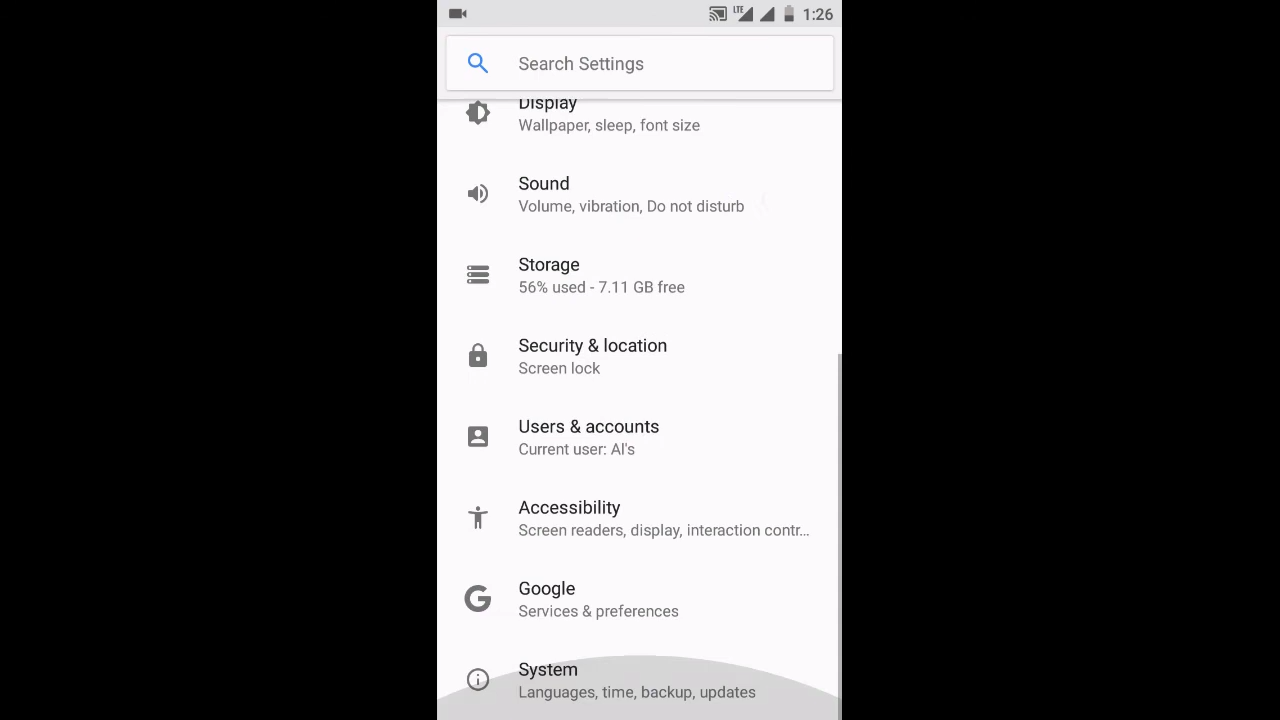 LTE 1:26
Search Settings
Display
Wallpaper, sleep, font size
Sound
Volume, vibration, Do not disturb
Storage
56% used - 7.11 GB free
Security & location
Screen lock
Users & accounts
Current user: Al's
Accessibility
Screen readers, display, interaction contr...
Google
Services & preferences
System
Languages, time, backup, updates